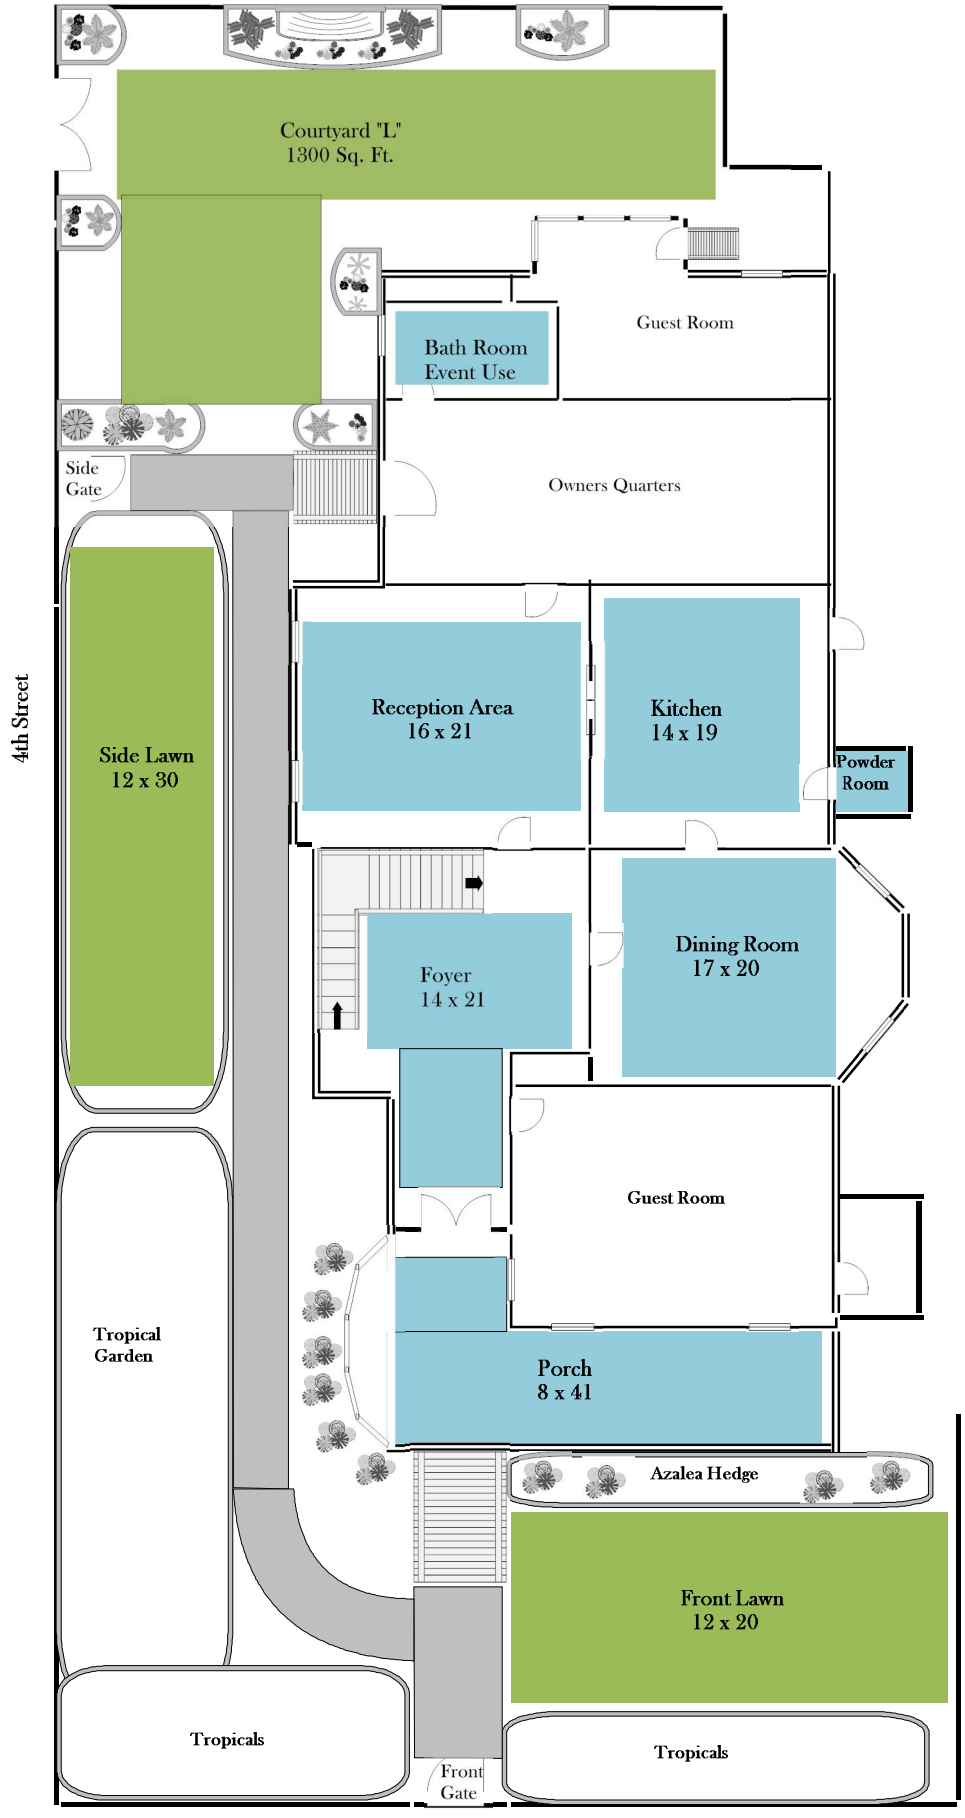 Courtyard "L"
1300 Sq. Ft.
Guest Room
Bath Room
Event Use
Side
Gate
Owners Quarters
4th Street
Reception Area
16 x 21
Kitchen
14 x 19
Side Lawn
12 x 30
Powder
Room
Dining Room
17 x 20
Foyer
14 x 21
Guest Room
Tropical
Garden
Porch
8 x 41
Azalea Hedge
Front Lawn
12 x 20
Tropicals
Tropicals
Front
Gate